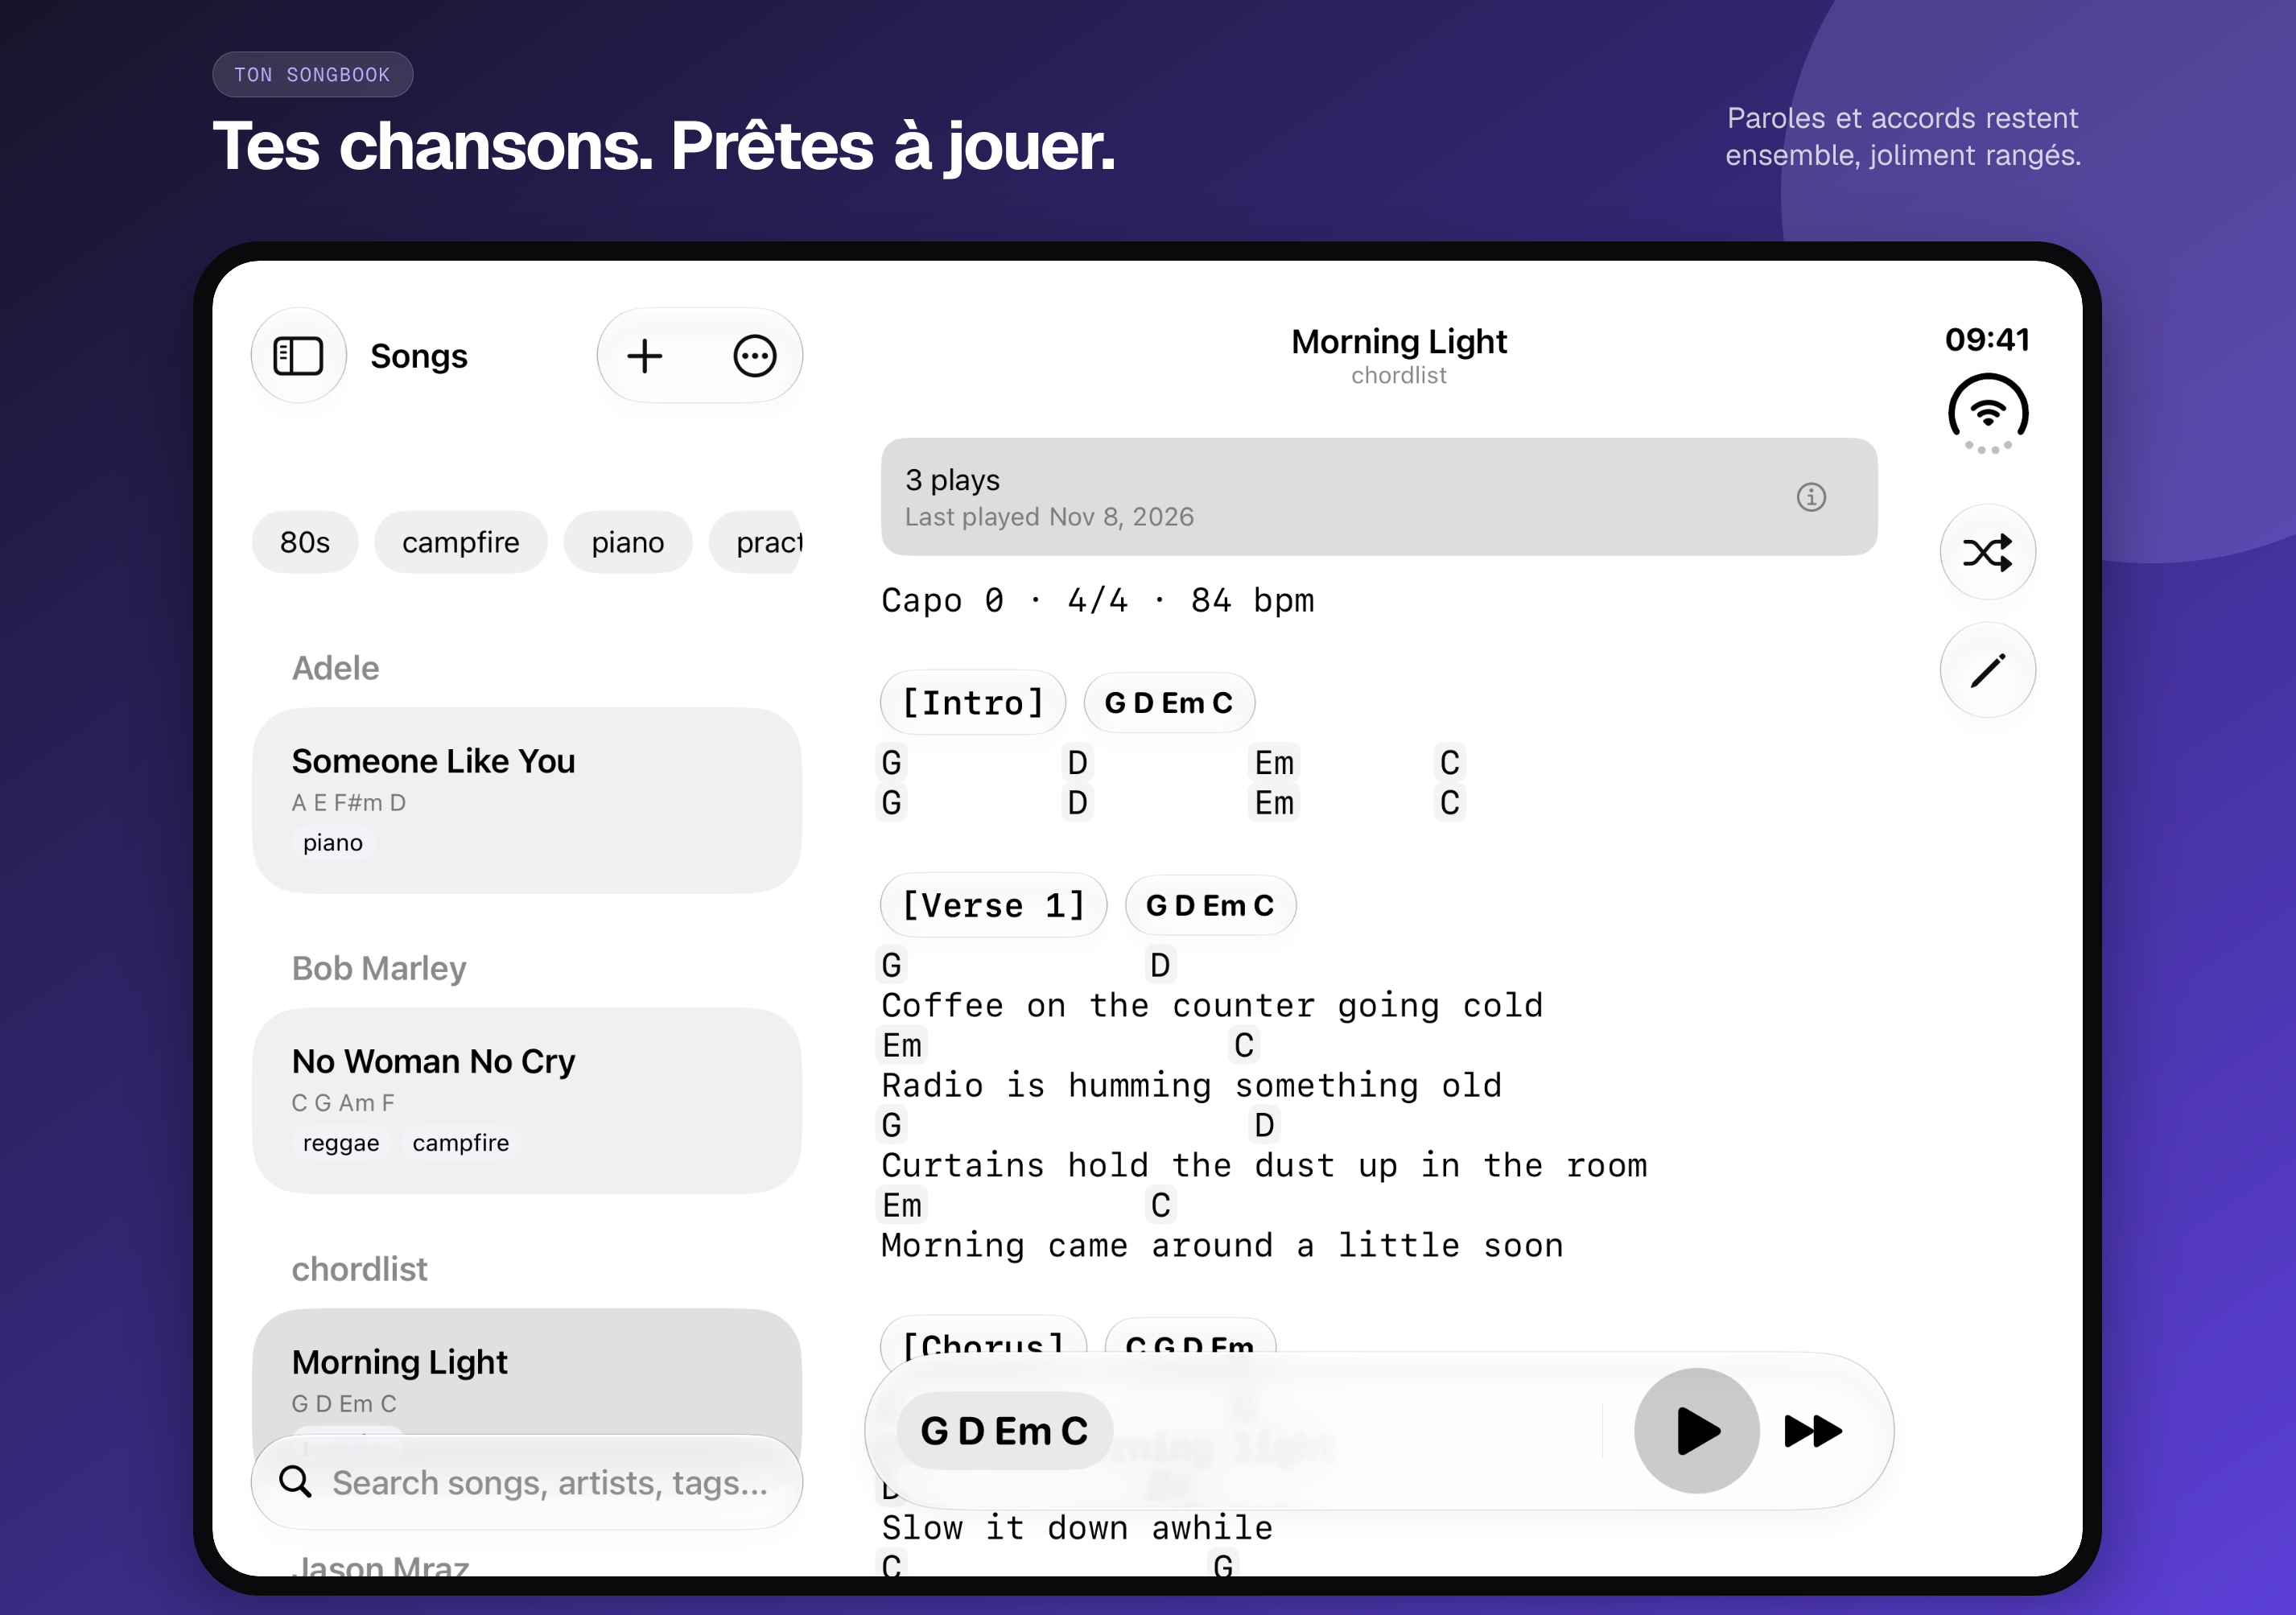 TON SONGBOOK
Tes chansons. Prêtes à jouer.
Paroles et accords restent
ensemble, joliment rangés.
Songs
80s campfire piano pract
Adele
Someone Like You
A E F#m D
piano
Bob Marley
No Woman No Cry
C G Am F
reggae campfire
chordlist
Morning Light
G D Em C
Search songs, artists, tags...
Jason Mraz
Morning Light
chordlist
09:41
3 plays
Last played Nov 8, 2026
Capo 0 · 4/4 · 84 bpm
[Intro] G D Em C
G D Em C
G D Em C
[Verse 1] G D Em C
G D
Coffee on the counter going cold
Em C
Radio is humming something old
G D
Curtains hold the dust up in the room
Em C
Morning came around a little soon
[Chorus] C G D Em
G D Em C
Slow it down awhile
C G